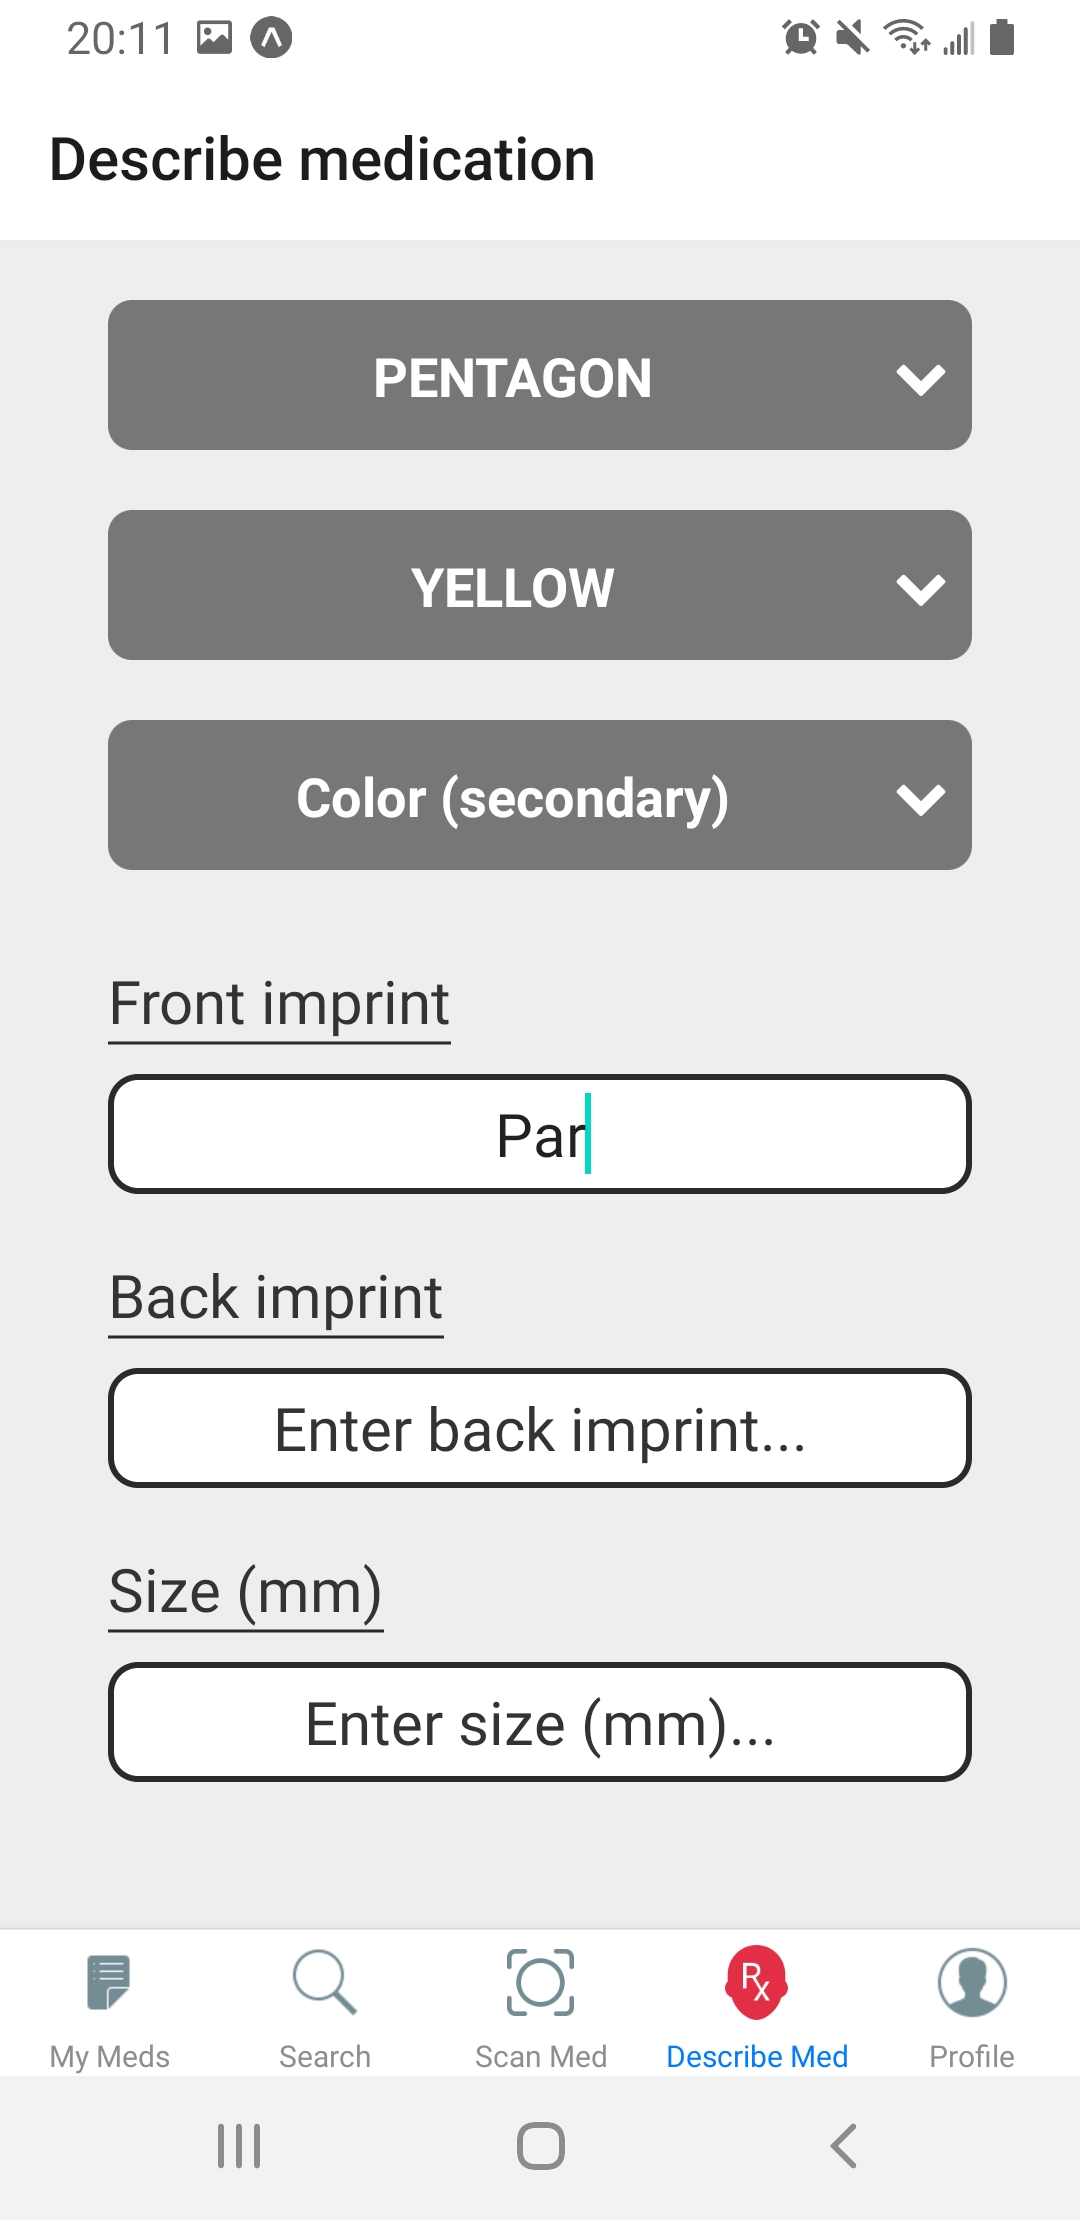 20:11
Describe medication
PENTAGON
YELLOW
Color (secondary)
Front imprint
Par
Back imprint
Enter back imprint...
Size (mm)
Enter size (mm)...
Rx
My Meds Search Scan Med Describe Med Profile